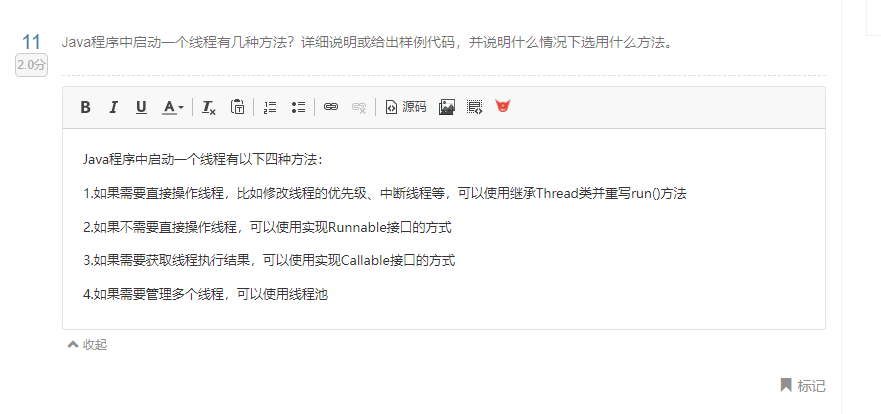 11
2.0分
Java程序中启动一个线程有几种方法？详细说明或给出样例代码，并说明什么情况下选用什么方法。
B I U A Tx 源码
Java程序中启动一个线程有以下四种方法：
1.如果需要直接操作线程，比如修改线程的优先级、中断线程等，可以使用继承Thread类并重写run()方法
2.如果不需要直接操作线程，可以使用实现Runnable接口的方式
3.如果需要获取线程执行结果，可以使用实现Callable接口的方式
4.如果需要管理多个线程，可以使用线程池
收起
标记